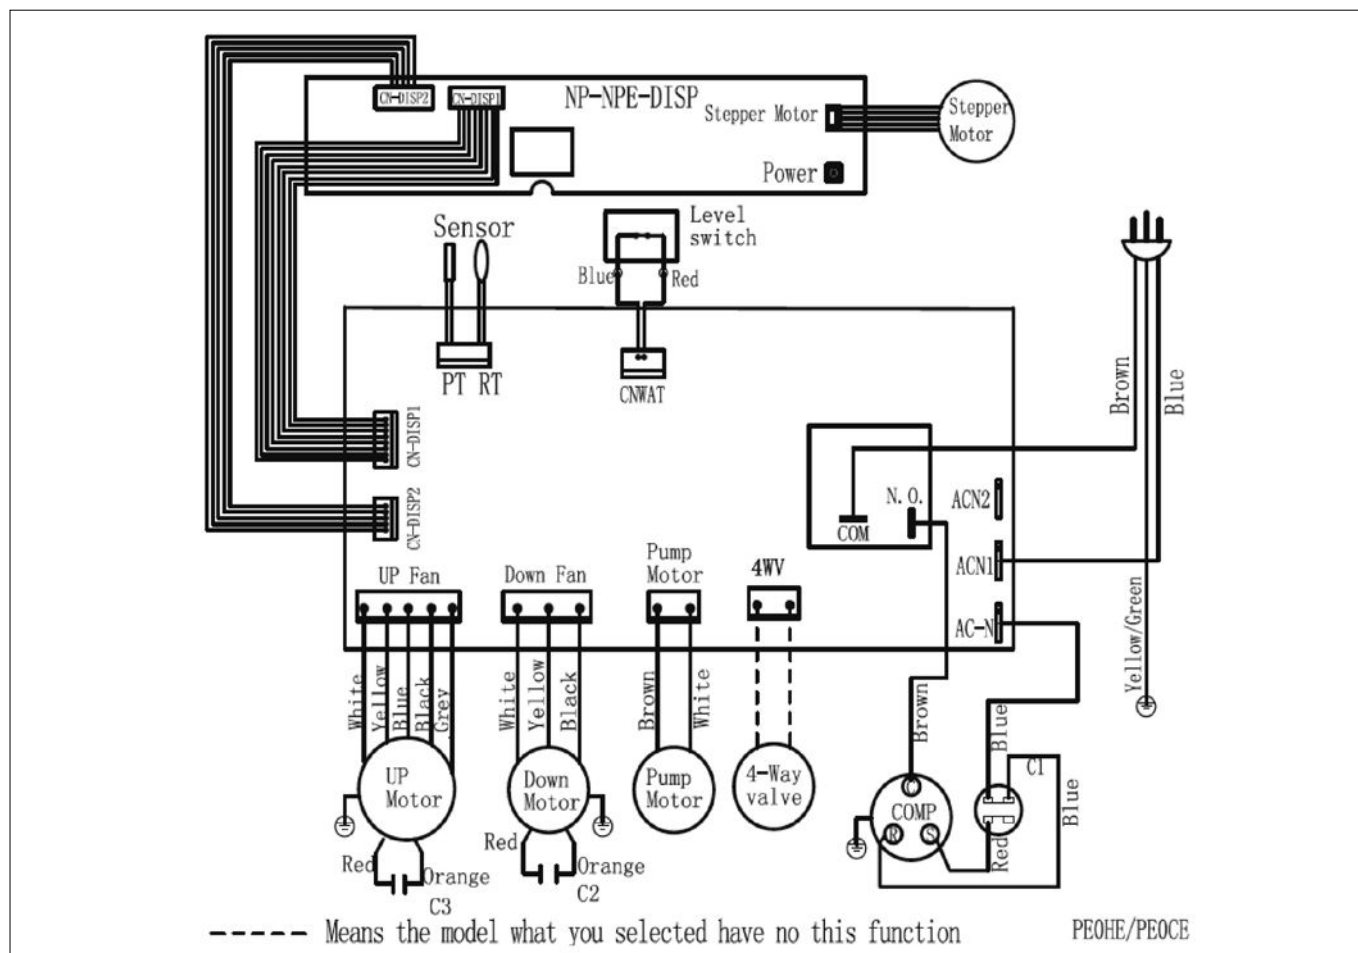 CN-DISP2
CN-DISP1
NP-NPE-DISP
Stepper Motor
Stepper
Motor
Power
Sensor
Level
switch
Blue
Red
PT RT
CNWAT
Brown
Blue
CN-DISP1
CN-DISP2
N.O.
COM
ACN2
ACN1
AC-N
UP Fan
Down Fan
Pump
Motor
4WV
Yellow/Green
White
Yellow
Blue
Black
Grey
White
Yellow
Black
Brown
White
Brown
Blue
C1
Blue
UP
Motor
Down
Motor
Pump
Motor
4-Way
valve
C
COMP
R
S
Red
Red
Orange
C3
Red
Orange
C2
Means the model what you selected have no this function
PE0HE/PE0CE